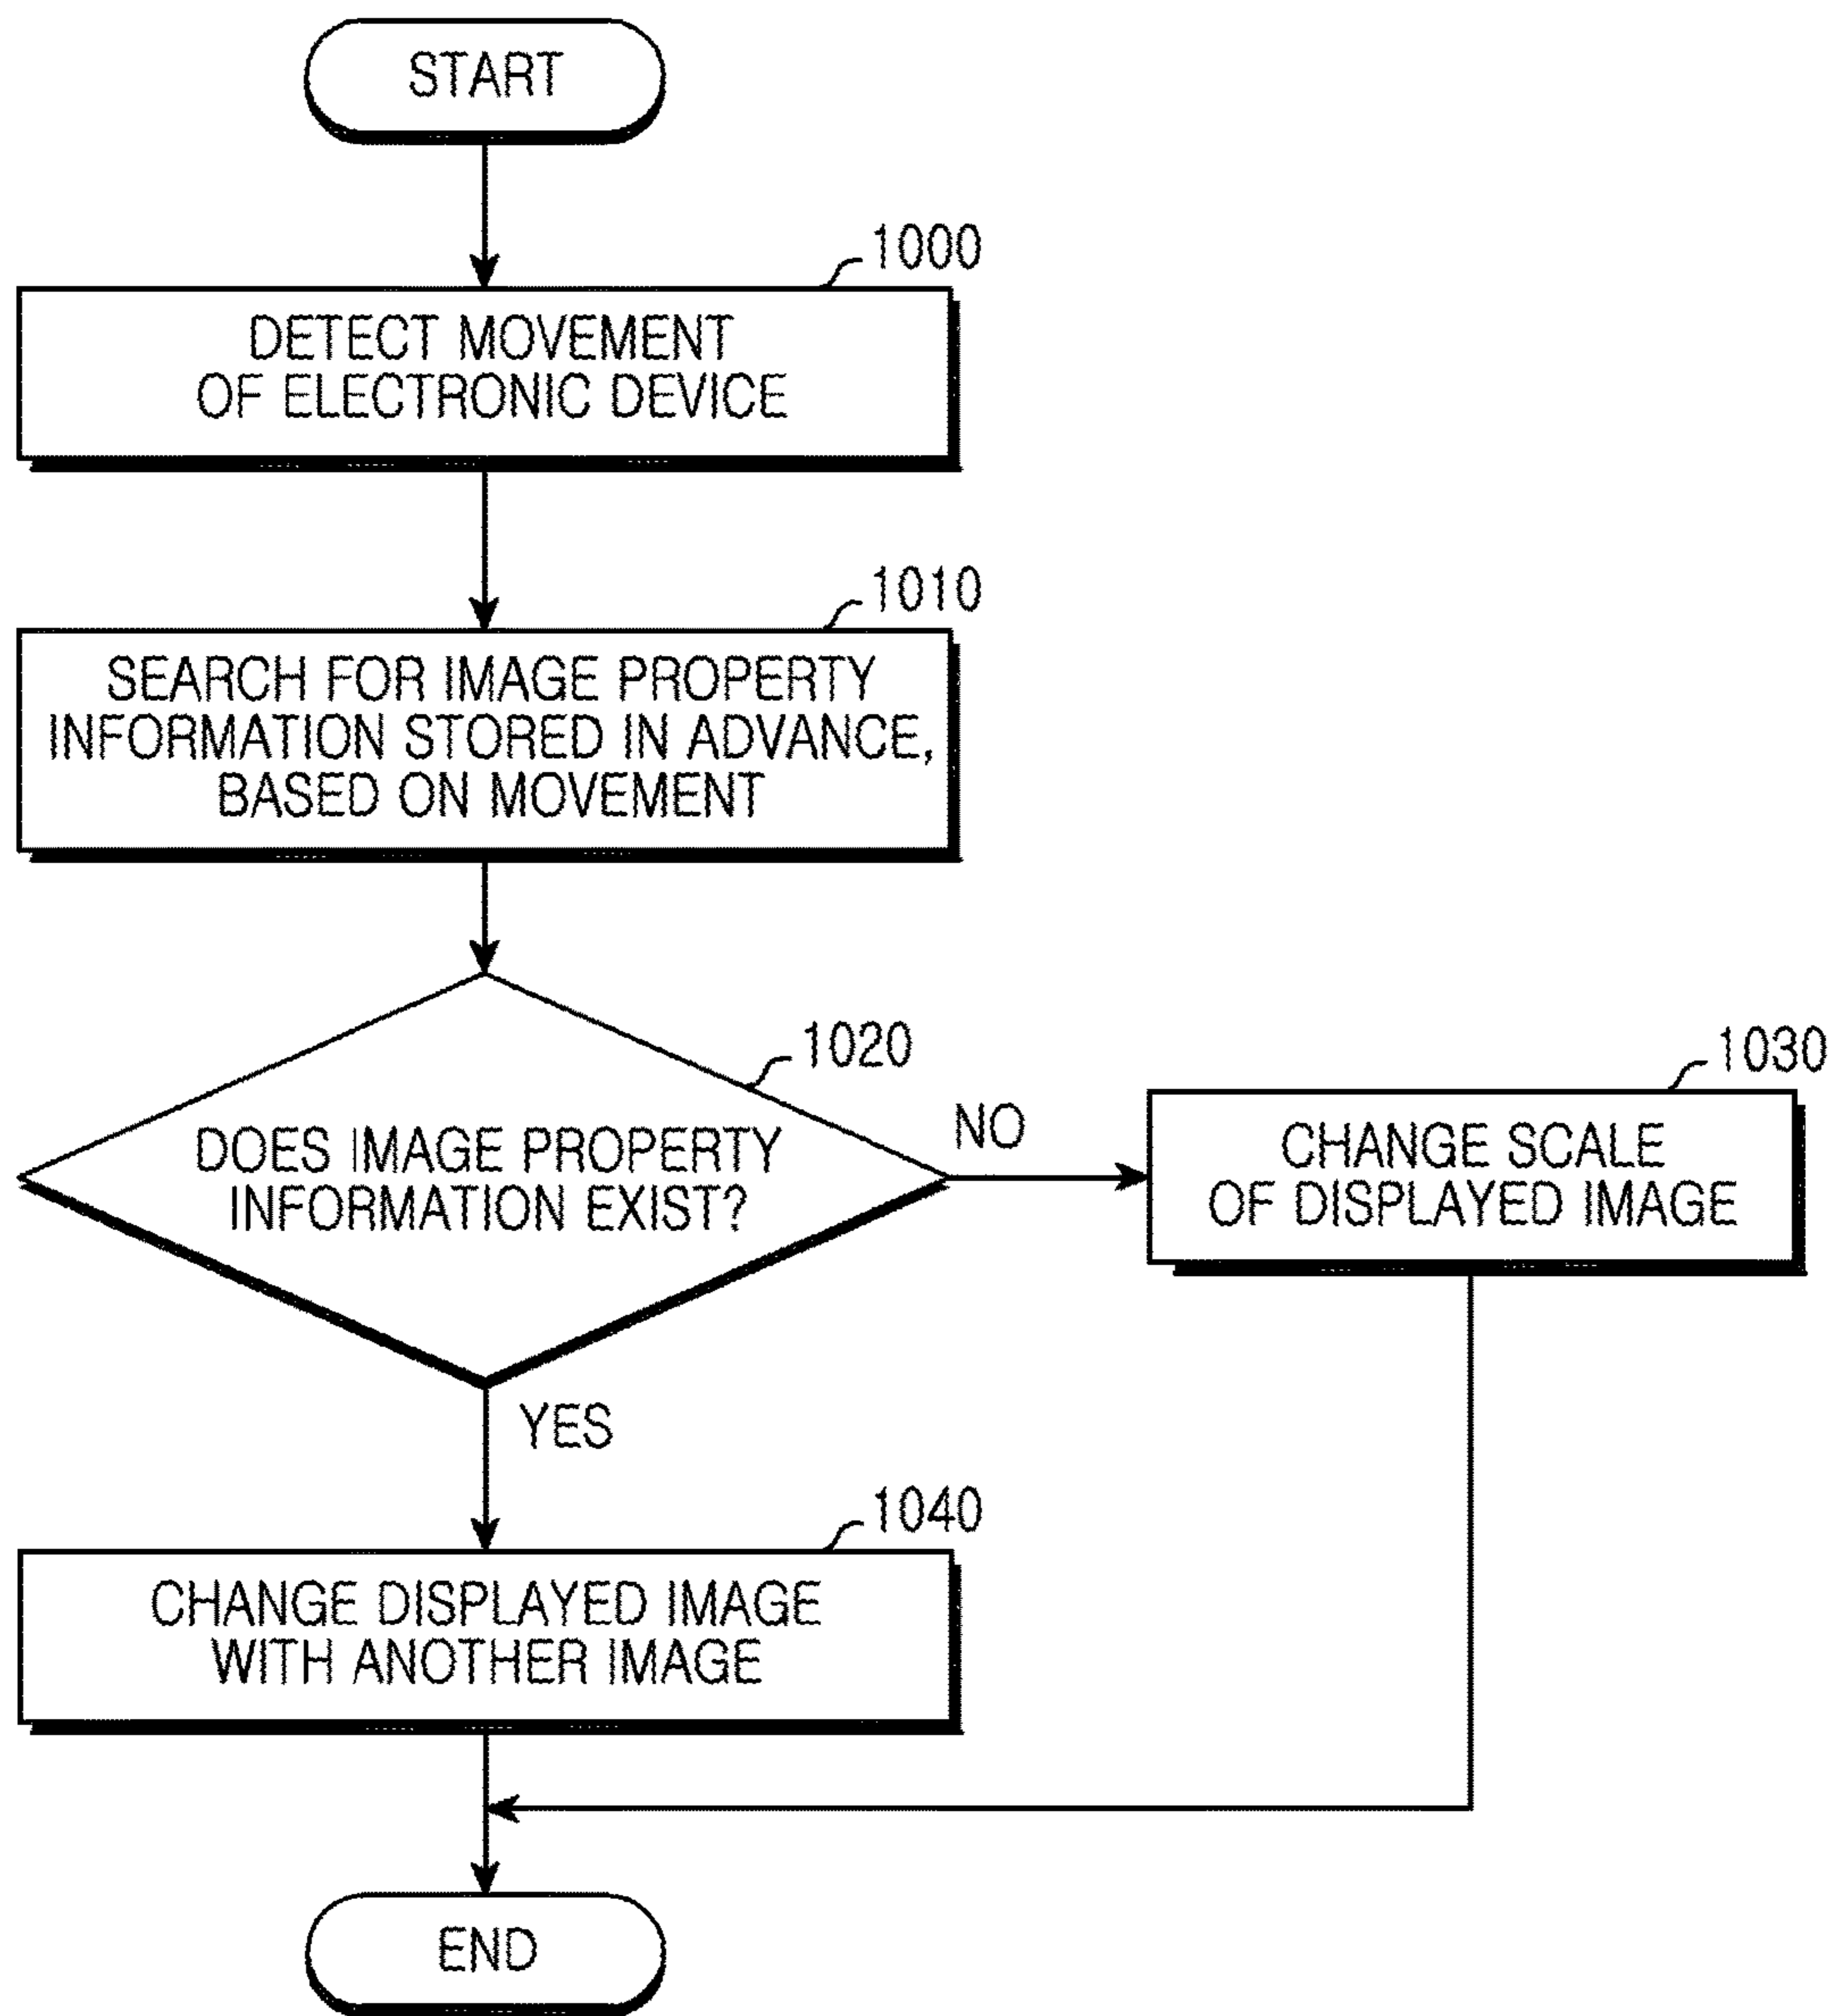 START
1000
DETECT MOVEMENT
OF ELECTRONIC DEVICE
1010
SEARCH FOR IMAGE PROPERTY
INFORMATION STORED IN ADVANCE,
BASED ON MOVEMENT
1020
DOES IMAGE PROPERTY
INFORMATION EXIST?
NO
1030
CHANGE SCALE
OF DISPLAYED IMAGE
YES
1040
CHANGE DISPLAYED IMAGE
WITH ANOTHER IMAGE
END